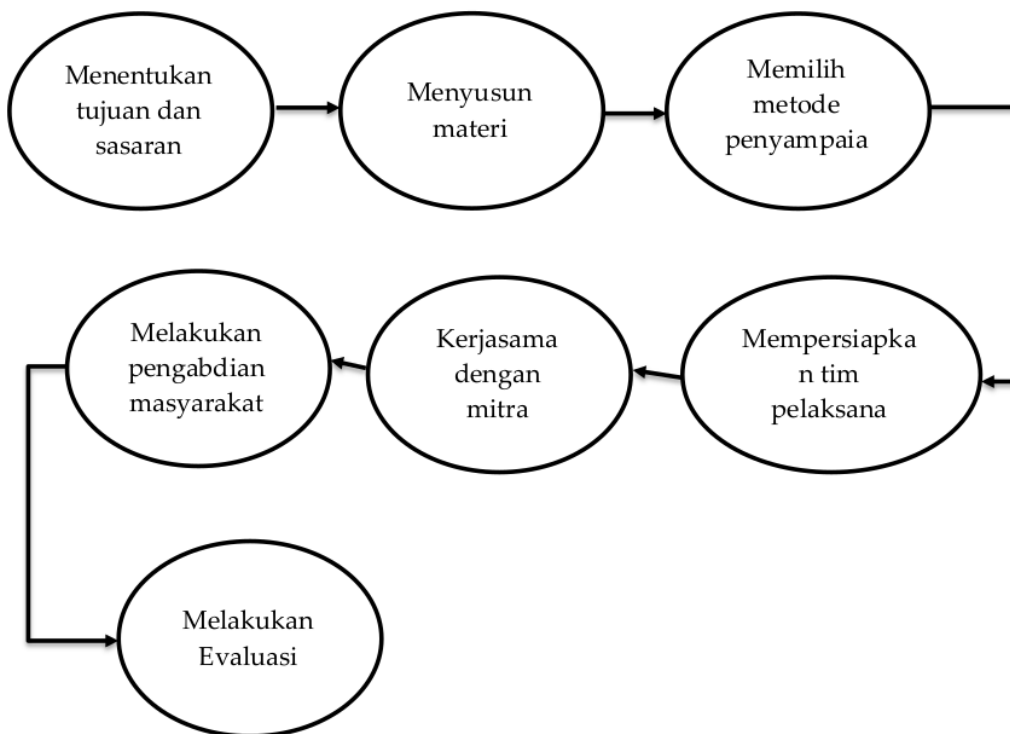 Menentukan
tujuan dan
sasaran
Menyusun
materi
Memilih
metode
penyampaia
Mempersiapka
n tim
pelaksana
Kerjasama
dengan
mitra
Melakukan
pengabdian
masyarakat
Melakukan
Evaluasi